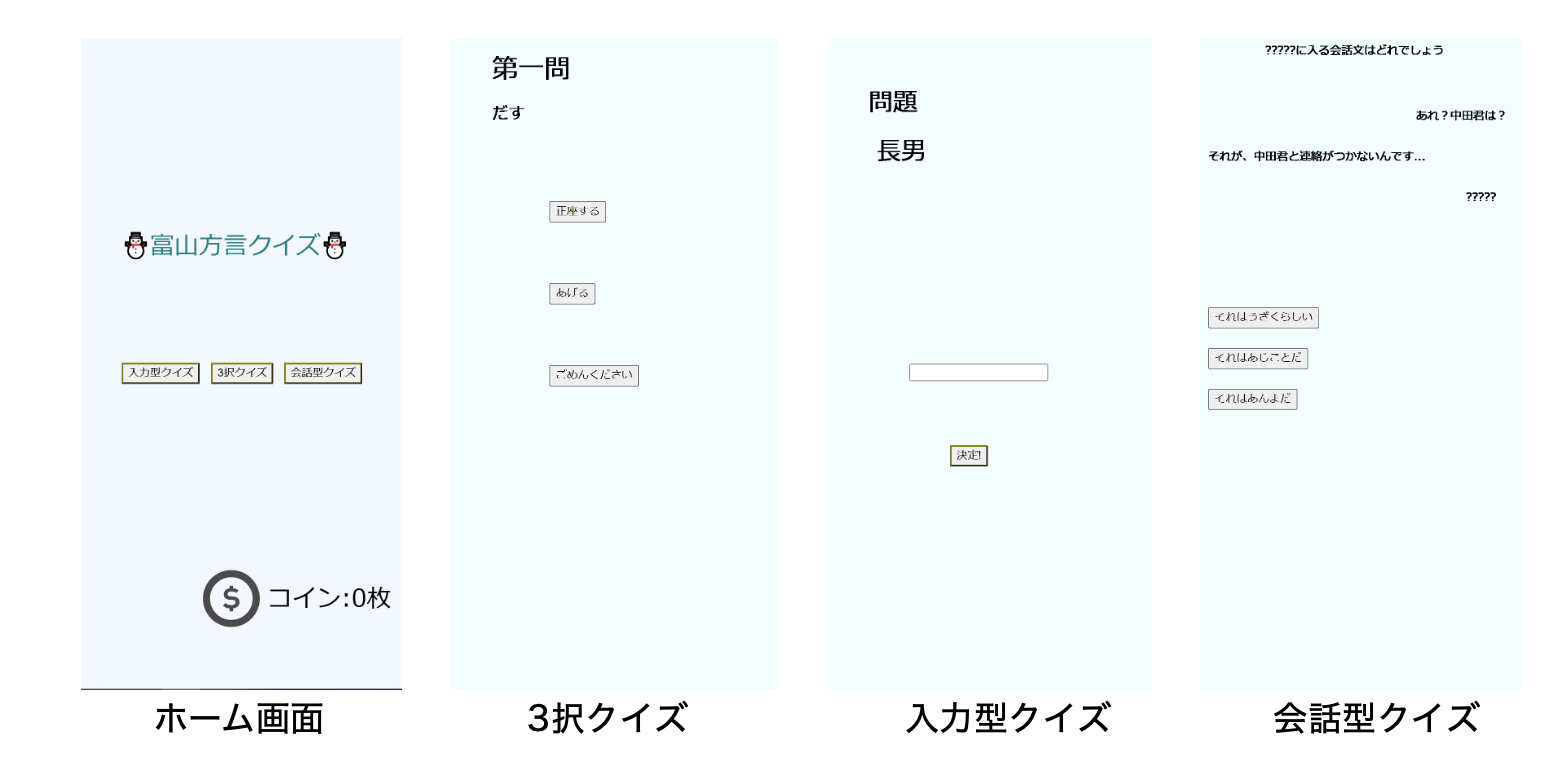 ⛄富山方言クイズ⛄
入力型クイズ 3択クイズ 会話型クイズ
$ コイン:0枚
ホーム画面
第一問
だす
正座する
あげる
ごめんください
3択クイズ
問題
長男
決定!
入力型クイズ
?????に入る会話文はどれでしょう
あれ？中田君は？
それが、中田君と連絡がつかないんです...
?????
それはうざくらしい
それはあじことだ
それはあんよだ
会話型クイズ